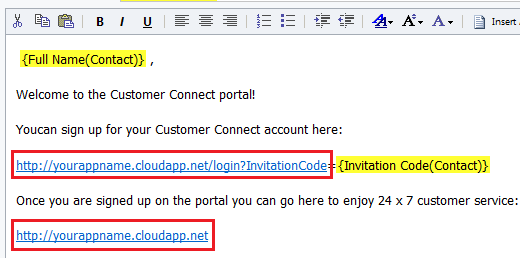 Insert
{Full Name(Contact)} ,
Welcome to the Customer Connect portal!
Youcan sign up for your Customer Connect account here:
http://yourappname.cloudapp.net/login?InvitationCode={Invitation Code(Contact)}
Once you are signed up on the portal you can go here to enjoy 24 x 7 customer service:
http://yourappname.cloudapp.net